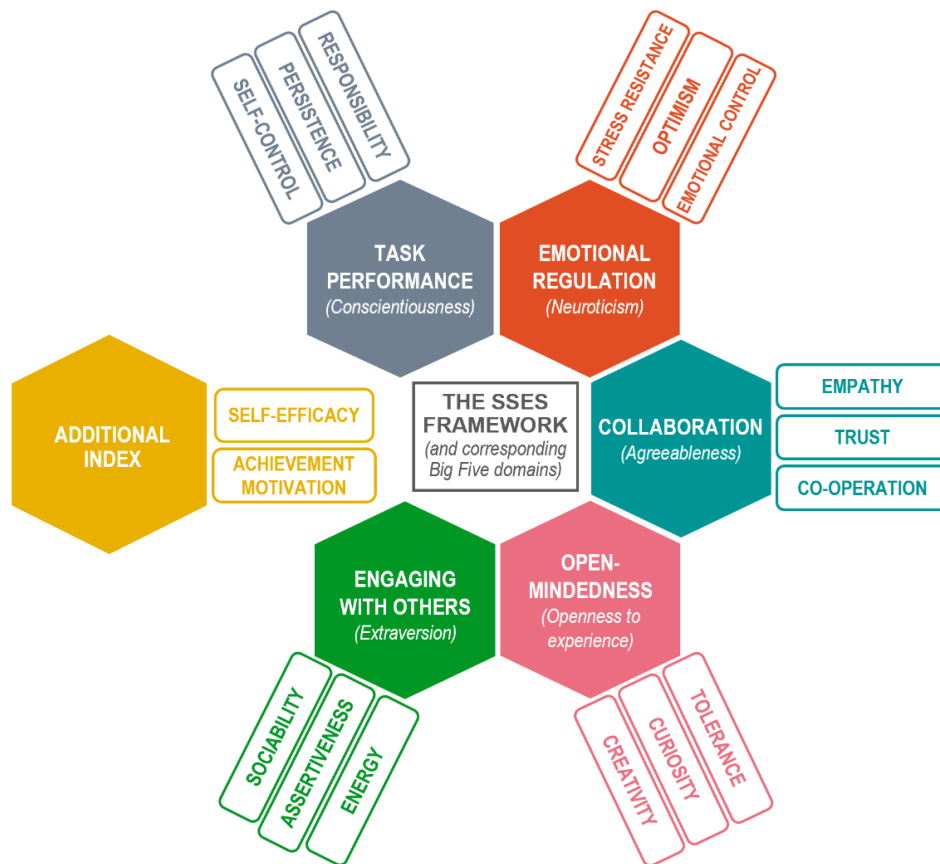 SELF-CONTROL
PERSISTENCE
RESPONSIBILITY
STRESS RESISTANCE
OPTIMISM
EMOTIONAL CONTROL
TASK
PERFORMANCE
(Conscientiousness)
EMOTIONAL
REGULATION
(Neuroticism)
ADDITIONAL
INDEX
SELF-EFFICACY
ACHIEVEMENT
MOTIVATION
THE SSES
FRAMEWORK
(and corresponding
Big Five domains)
COLLABORATION
(Agreeableness)
EMPATHY
TRUST
CO-OPERATION
ENGAGING
WITH OTHERS
(Extraversion)
OPEN-
MINDEDNESS
(Openness to
experience)
SOCIABILITY
ASSERTIVENESS
ENERGY
CREATIVITY
CURIOSITY
TOLERANCE